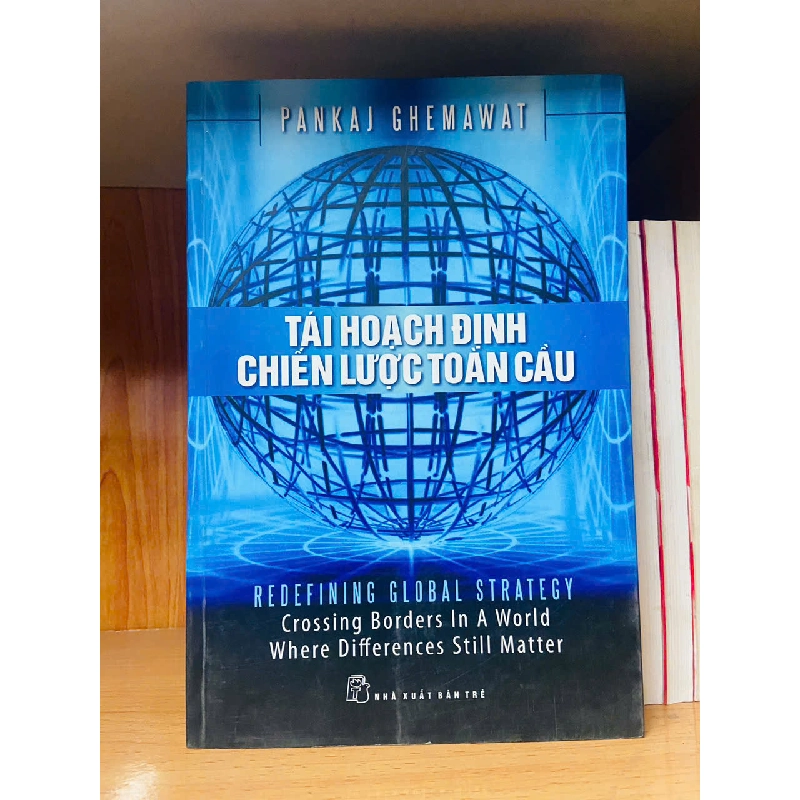 PANKAJ GHEMAWAT
TÁI HOẠCH ĐỊNH
CHIẾN LƯỢC TOÀN CẦU
REDEFINING GLOBAL STRATEGY
Crossing Borders In A World
Where Differences Still Matter
NHÀ XUẤT BẢN TRẺ